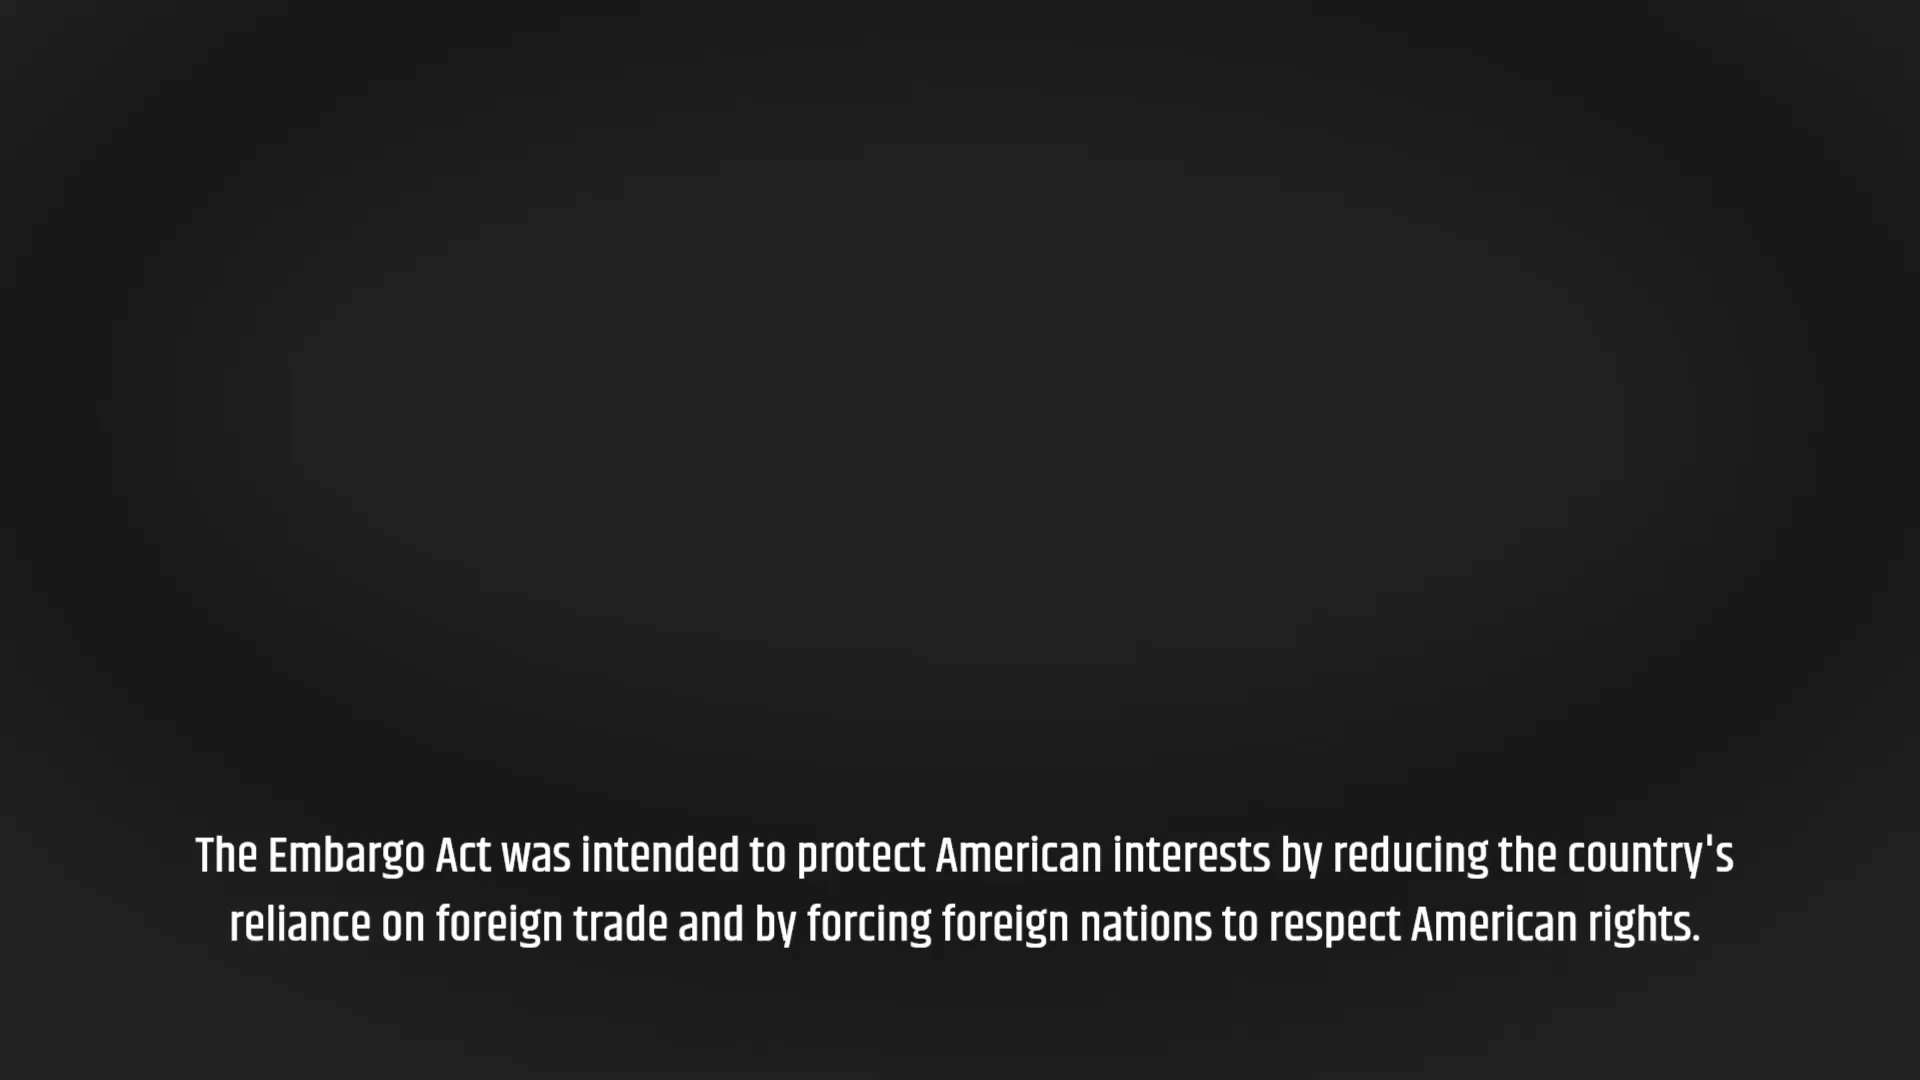 The Embargo Act was intended to protect American interests by reducing the country's
reliance on foreign trade and by forcing foreign nations to respect American rights.